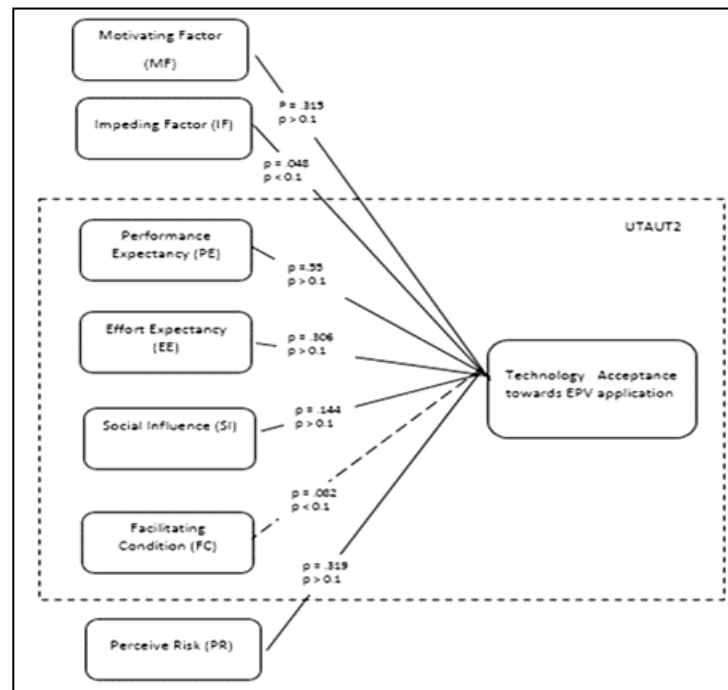 Motivating Factor
(MF)
P = .315
p > 0.1
Impeding Factor (IF)
p = .048
p < 0.1
UTAUT2
Performance
Expectancy (PE)
p =.55
p > 0.1
Effort Expectancy
(EE)
p = .306
p > 0.1
Technology Acceptance
towards EPV application
Social Influence (SI)
p = .144
p > 0.1
p = .082
p < 0.1
Facilitating
Condition (FC)
p = .319
p > 0.1
Perceive Risk (PR)